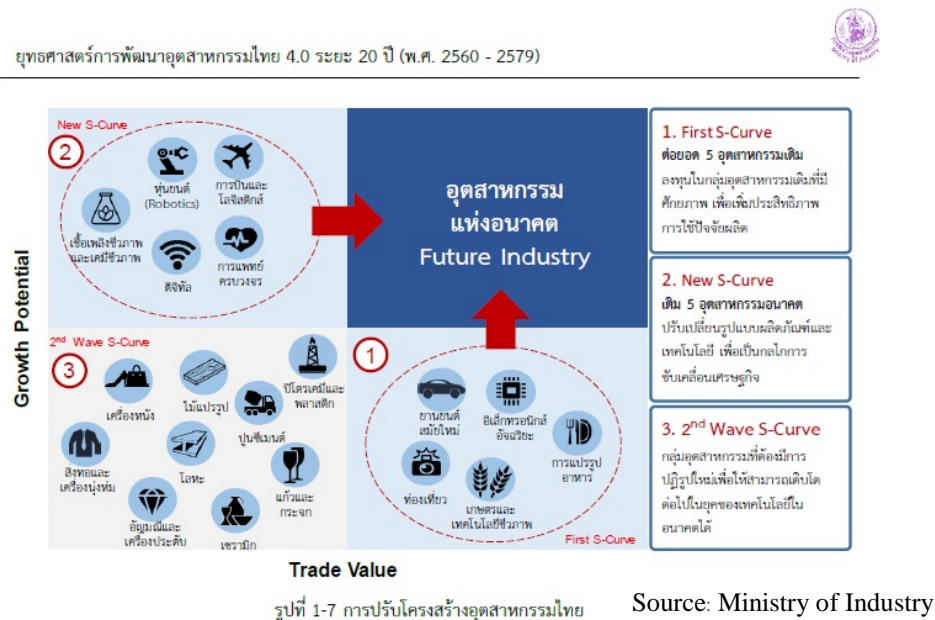 ยุทธศาสตร์การพัฒนาอุตสาหกรรมไทย 4.0 ระยะ 20 ปี (พ.ศ. 2560 - 2579)
Growth Potential
New S-Curve
2
หุ่นยนต์
(Robotics)
การบินและ
โลจิสติกส์
เชื้อเพลิงชีวภาพ
และเคมีชีวภาพ
ดิจิทัล
การแพทย์
ครบวงจร
อุตสาหกรรม
แห่งอนาคต
Future Industry
2nd Wave S-Curve
3
เครื่องหนัง
ไม้แปรรูป
ปิโตรเคมีและ
พลาสติก
ปูนซีเมนต์
สิ่งทอและ
เครื่องนุ่งห่ม
โลหะ
แก้วและ
กระจก
อัญมณีและ
เครื่องประดับ
เซรามิก
1
ยานยนต์
สมัยใหม่
อิเล็กทรอนิกส์
อัจฉริยะ
การแปรรูป
อาหาร
ท่องเที่ยว
เกษตรและ
เทคโนโลยีชีวภาพ
First S-Curve
Trade Value
1. First S-Curve
ต่อยอด 5 อุตสาหกรรมเดิม
ลงทุนในกลุ่มอุตสาหกรรมเดิมที่มี
ศักยภาพ เพื่อเพิ่มประสิทธิภาพ
การใช้ปัจจัยผลิต
2. New S-Curve
เติม 5 อุตสาหกรรมอนาคต
ปรับเปลี่ยนรูปแบบผลิตภัณฑ์และ
เทคโนโลยี เพื่อเป็นกลไกการ
ขับเคลื่อนเศรษฐกิจ
3. 2nd Wave S-Curve
กลุ่มอุตสาหกรรมที่ต้องมีการ
ปฏิรูปใหม่เพื่อให้สามารถเติบโต
ต่อไปในยุคของเทคโนโลยีใน
อนาคตได้
รูปที่ 1-7 การปรับโครงสร้างอุตสาหกรรมไทย
Source: Ministry of Industry